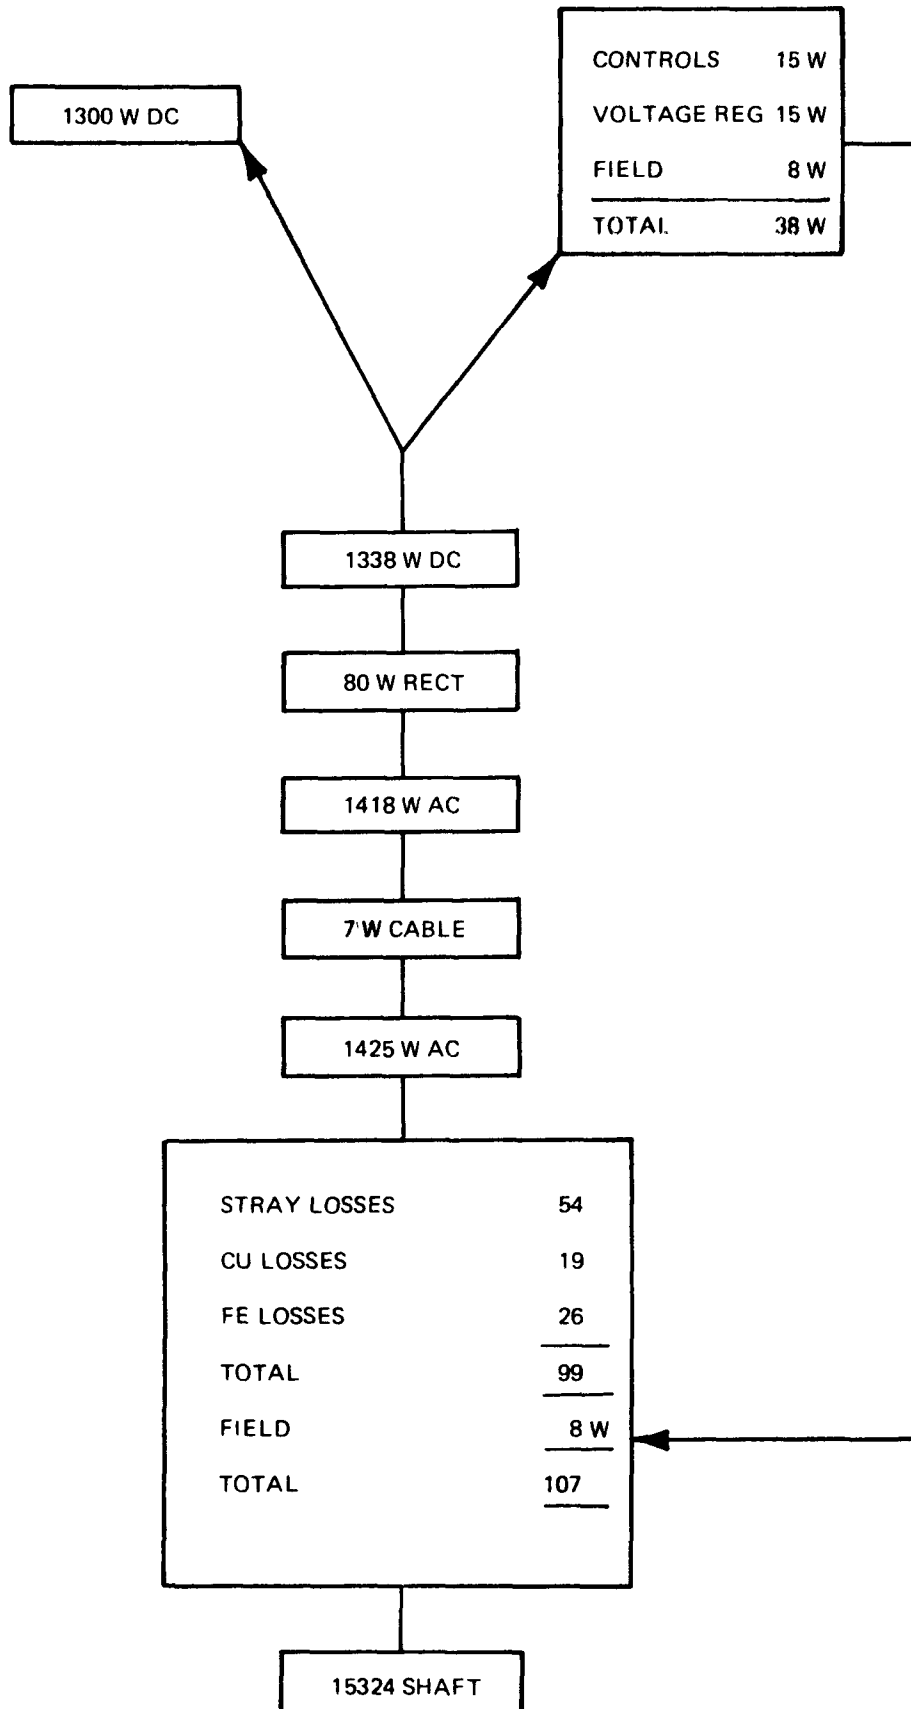 CONTROLS 15 W
VOLTAGE REG 15 W
FIELD 8 W
TOTAL 38 W
1300 W DC
1338 W DC
80 W RECT
1418 W AC
7 W CABLE
1425 W AC
STRAY LOSSES 54
CU LOSSES 19
FE LOSSES 26
TOTAL 99
FIELD 8 W
TOTAL 107
15324 SHAFT